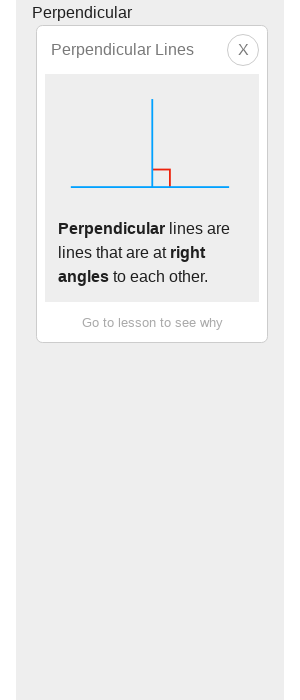 Perpendicular
Perpendicular Lines X
Perpendicular lines are
lines that are at right
angles to each other.
Go to lesson to see why